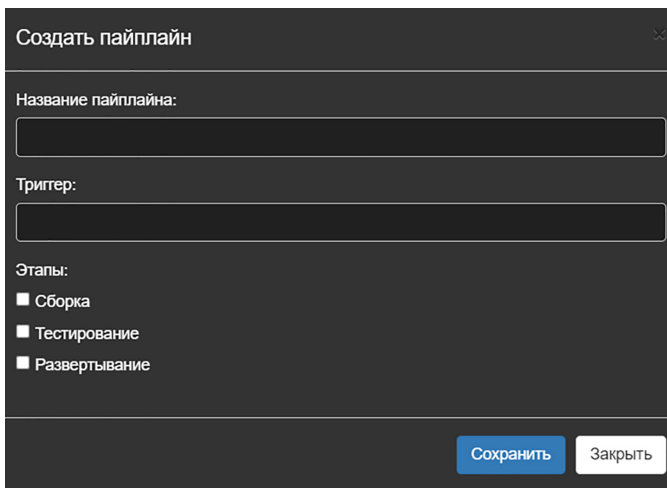 Создать пайплайн
×
Название пайплайна:
Триггер:
Этапы:
Сборка
Тестирование
Развертывание
Сохранить Закрыть